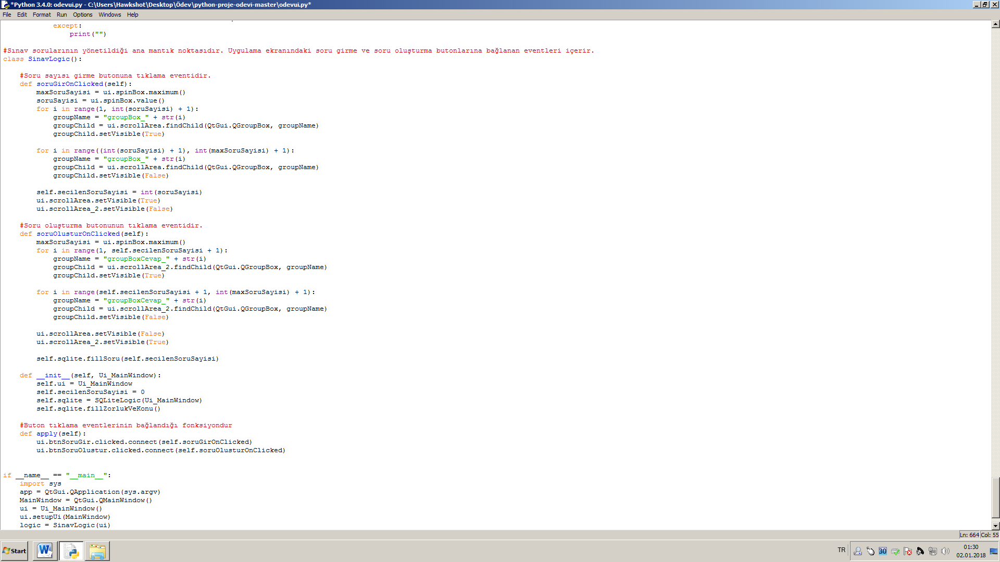 *Python 3.4.0: odevui.py - C:\Users\Hawkshot\Desktop\Ödev\python-proje-odevi-master\odevui.py*
File Edit Format Run Options Windows Help
            except:
                print("")

#Sınav sorularının yönetildiği ana mantık noktasıdır. Uygulama ekranındaki soru girme ve soru oluşturma butonlarına bağlanan eventleri içerir.
class SinavLogic():

    #Soru sayısı girme butonuna tıklama eventidir.
    def soruGirOnClicked(self):
        maxSoruSayisi = ui.spinBox.maximum()
        soruSayisi = ui.spinBox.value()
        for i in range(1, int(soruSayisi) + 1):
            groupName = "groupBox_" + str(i)
            groupChild = ui.scrollArea.findChild(QtGui.QGroupBox, groupName)
            groupChild.setVisible(True)

        for i in range((int(soruSayisi) + 1), int(maxSoruSayisi) + 1):
            groupName = "groupBox_" + str(i)
            groupChild = ui.scrollArea.findChild(QtGui.QGroupBox, groupName)
            groupChild.setVisible(False)

        self.secilenSoruSayisi = int(soruSayisi)
        ui.scrollArea.setVisible(True)
        ui.scrollArea_2.setVisible(False)

    #Soru oluşturma butonunun tıklama eventidir.
    def soruOlusturOnClicked(self):
        maxSoruSayisi = ui.spinBox.maximum()
        for i in range(1, self.secilenSoruSayisi + 1):
            groupName = "groupBoxCevap_" + str(i)
            groupChild = ui.scrollArea_2.findChild(QtGui.QGroupBox, groupName)
            groupChild.setVisible(True)

        for i in range(self.secilenSoruSayisi + 1, int(maxSoruSayisi) + 1):
            groupName = "groupBoxCevap_" + str(i)
            groupChild = ui.scrollArea_2.findChild(QtGui.QGroupBox, groupName)
            groupChild.setVisible(False)

        ui.scrollArea.setVisible(False)
        ui.scrollArea_2.setVisible(True)

        self.sqlite.fillSoru(self.secilenSoruSayisi)

    def __init__(self, Ui_MainWindow):
        self.ui = Ui_MainWindow
        self.secilenSoruSayisi = 0
        self.sqlite = SQLiteLogic(Ui_MainWindow)
        self.sqlite.fillZorlukVeKonu()

    #Buton tıklama eventlerinin bağlandığı fonksiyondur
    def apply(self):
        ui.btnSoruGir.clicked.connect(self.soruGirOnClicked)
        ui.btnSoruOlustur.clicked.connect(self.soruOlusturOnClicked)

if __name__ == "__main__":
    import sys
    app = QtGui.QApplication(sys.argv)
    MainWindow = QtGui.QMainWindow()
    ui = Ui_MainWindow()
    ui.setupUi(MainWindow)
    logic = SinavLogic(ui)
Ln: 664 Col: 55
Start
TR
30
01:30
02.01.2018